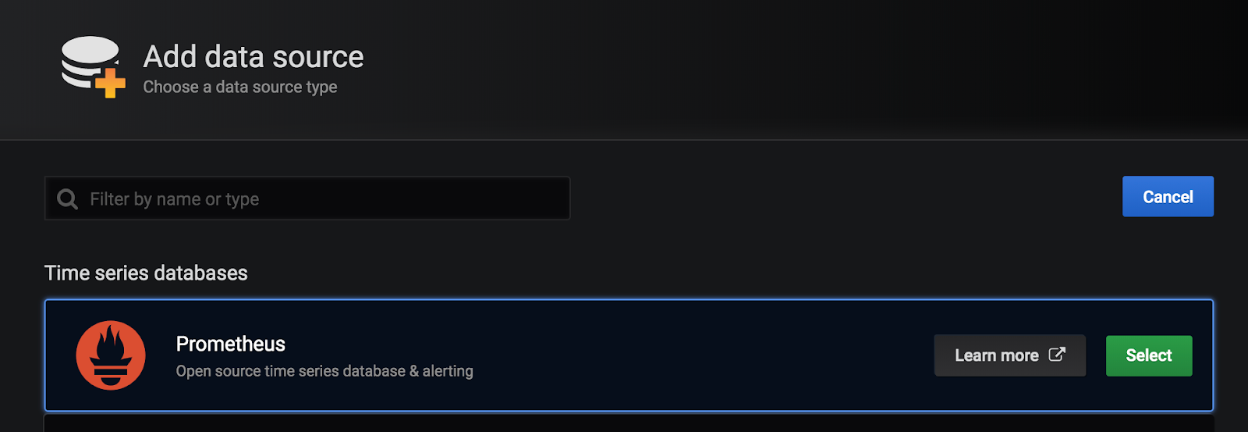 Add data source
Choose a data source type
Filter by name or type
Cancel
Time series databases
Prometheus
Open source time series database & alerting
Learn more
Select